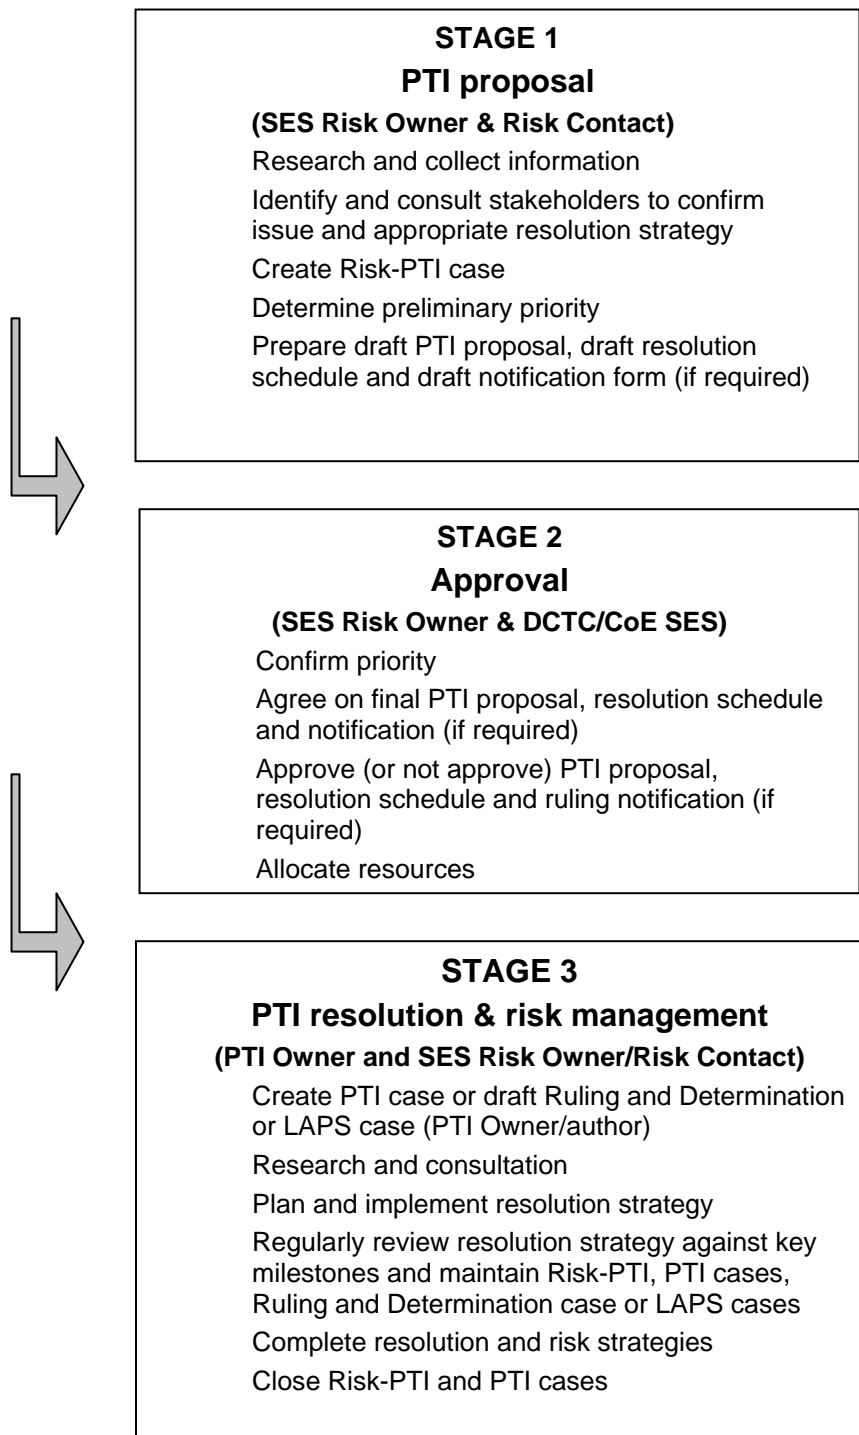 STAGE 1
PTI proposal
(SES Risk Owner & Risk Contact)
Research and collect information
Identify and consult stakeholders to confirm
issue and appropriate resolution strategy
Create Risk-PTI case
Determine preliminary priority
Prepare draft PTI proposal, draft resolution
schedule and draft notification form (if required)
STAGE 2
Approval
(SES Risk Owner & DCTC/CoE SES)
Confirm priority
Agree on final PTI proposal, resolution schedule
and notification (if required)
Approve (or not approve) PTI proposal,
resolution schedule and ruling notification (if
required)
Allocate resources
STAGE 3
PTI resolution & risk management
(PTI Owner and SES Risk Owner/Risk Contact)
Create PTI case or draft Ruling and Determination
or LAPS case (PTI Owner/author)
Research and consultation
Plan and implement resolution strategy
Regularly review resolution strategy against key
milestones and maintain Risk-PTI, PTI cases,
Ruling and Determination case or LAPS cases
Complete resolution and risk strategies
Close Risk-PTI and PTI cases